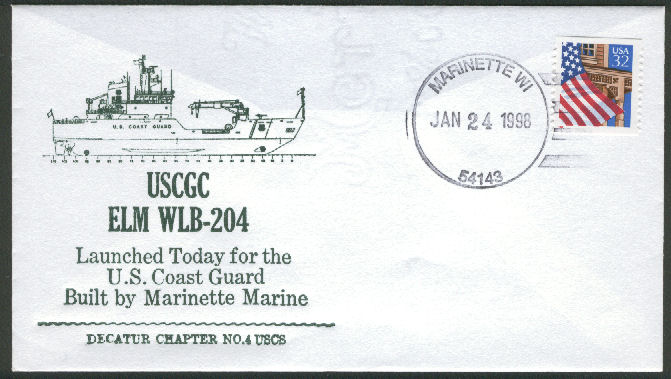 U.S. COAST GUARD
USCGC
ELM WLB-204
Launched Today for the
U.S. Coast Guard
Built by Marinette Marine
DECATUR CHAPTER NO.4 USCS
MARINETTE WI
JAN 24 1998
54143
USA
32